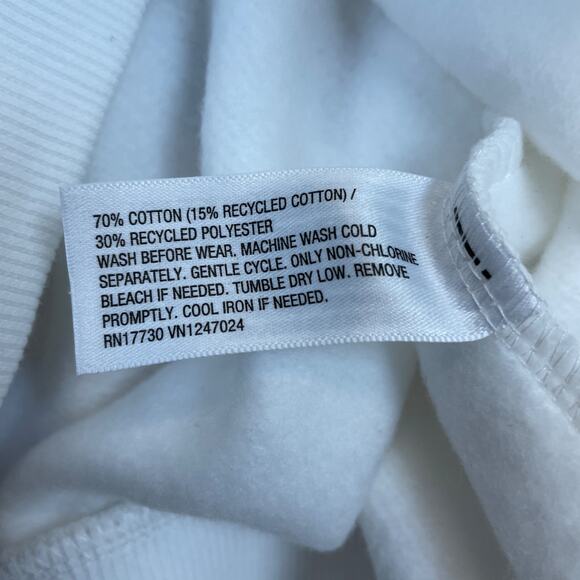 70% COTTON (15% RECYCLED COTTON) /
30% RECYCLED POLYESTER
WASH BEFORE WEAR. MACHINE WASH COLD
SEPARATELY. GENTLE CYCLE. ONLY NON-CHLORINE
BLEACH IF NEEDED. TUMBLE DRY LOW. REMOVE
PROMPTLY. COOL IRON IF NEEDED.
RN17730 VN1247024